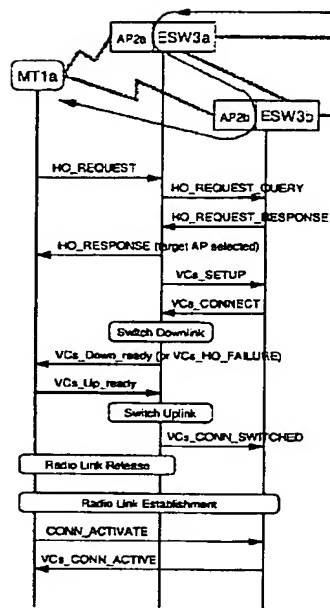 AP2a ESW3a
MT1a
AP2b ESW3b
HO_REQUEST
HO_REQUEST_QUERY
HO_REQUEST_RESPONSE
HO_RESPONSE (target AP selected)
VCs_SETUP
VCs_CONNECT
Switch Downlink
VCs_Down_ready (or VCs_HO_FAILURE)
VCs_Up_ready
Switch Uplink
VCs_CONN_SWITCHED
Radio Link Release
Radio Link Establishment
CONN_ACTIVATE
VCs_CONN_ACTIVE